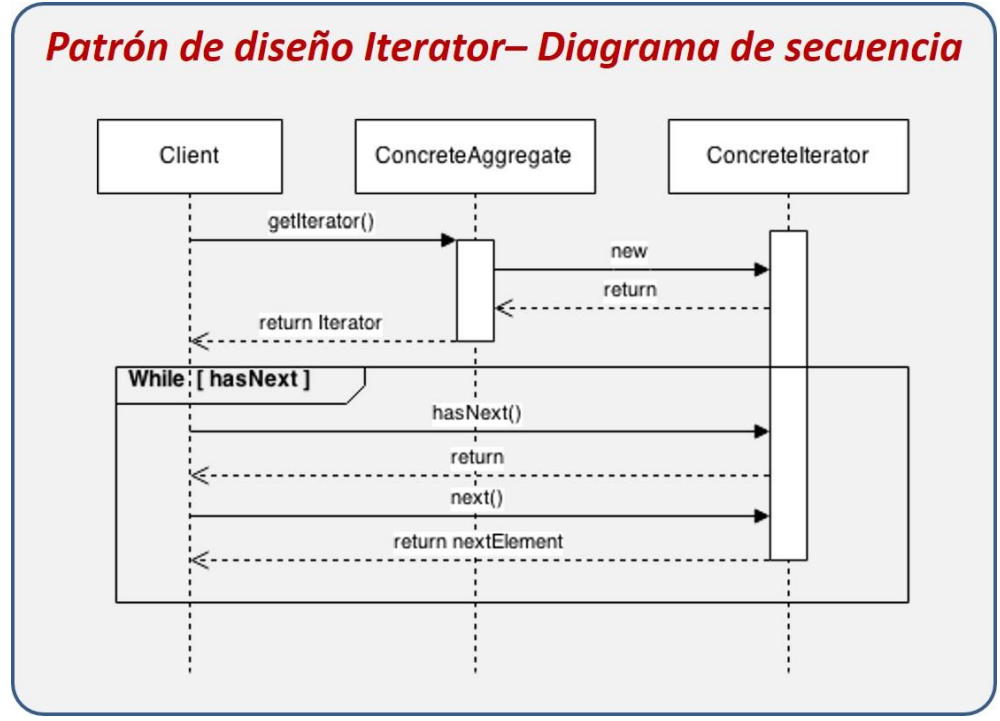 Patrón de diseño Iterator– Diagrama de secuencia
Client
ConcreteAggregate
ConcreteIterator
getIterator()
new
return
return Iterator
While [ hasNext ]
hasNext()
return
next()
return nextElement